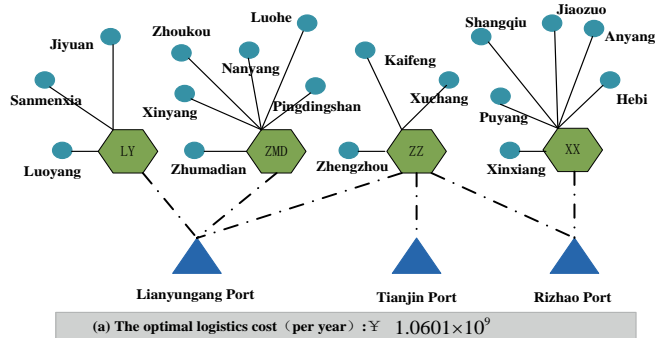 Luohe
Jiaozuo
Shangqiu
Zhoukou
Jiyuan
Anyang
Nanyang
Kaifeng
Sanmenxia
Hebi
Xinyang
Pingdingshan
Xuchang
Puyang
LY
ZMD
ZZ
XX
Luoyang
Zhumadian
Zhengzhou
Xinxiang
Lianyungang Port
Tianjin Port
Rizhao Port
(a) The optimal logistics cost（per year）:¥ 1.0601×10⁹